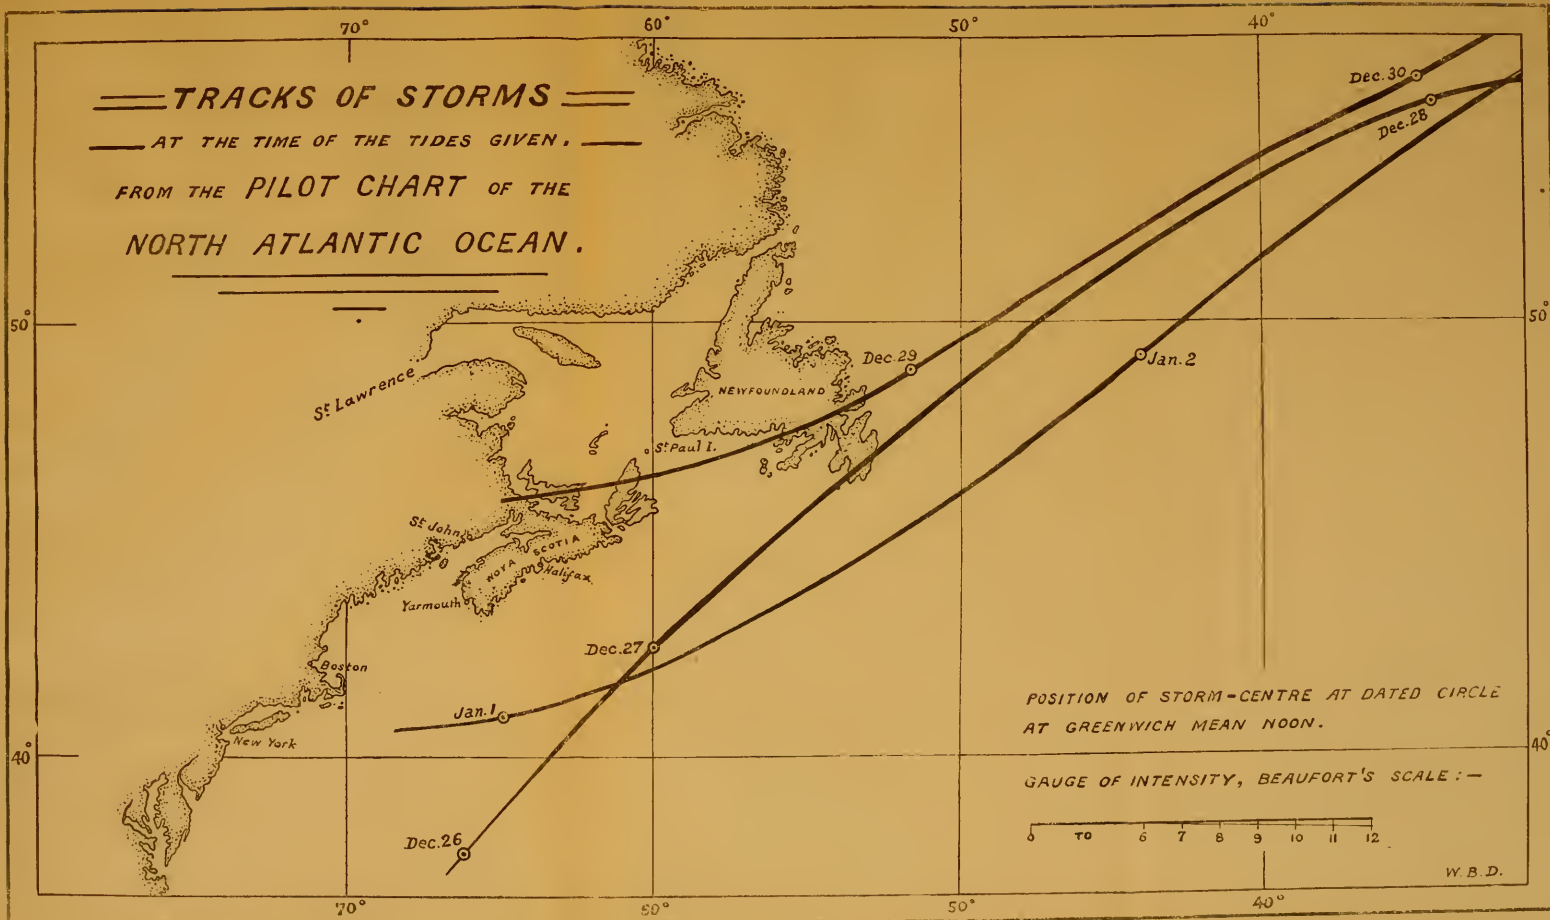 70° 60° 50° 40°
TRACKS OF STORMS
AT THE TIME OF THE TIDES GIVEN.
FROM THE PILOT CHART OF THE
NORTH ATLANTIC OCEAN.
Dec. 30
Dec. 28
50° 50°
Dec. 29
Jan. 2
St Lawrence
NEWFOUNDLAND
St Paul I.
St John
NOVA SCOTIA
Halifax
Yarmouth
Dec. 27
Boston
Jan. 1
New York
POSITION OF STORM-CENTRE AT DATED CIRCLE
AT GREENWICH MEAN NOON.
40° 40°
GAUGE OF INTENSITY, BEAUFORT'S SCALE :—
0 TO 6 7 8 9 10 11 12
Dec. 26
W.B.D.
70° 60° 50° 40°